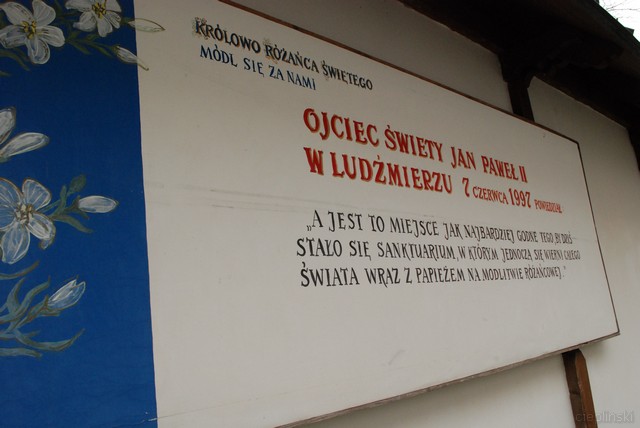 KRÓLOWO RÓŻAŃCA ŚWIĘTEGO
MÓDL SIĘ ZA NAMI
OJCIEC ŚWIĘTY JAN PAWEŁ II
W LUDŹMIERZU 7 CZERWCA 1997 POWIEDZIAŁ
„A JEST TO MIEJSCE JAK NAJBARDZIEJ GODNE TEGO, BY DZIŚ
STAŁO SIĘ SANKTUARIUM, W KTÓRYM JEDNOCZĄ SIĘ WIERNI CAŁEGO
ŚWIATA WRAZ Z PAPIEŻEM NA MODLITWIE RÓŻAŃCOWEJ."
cieplinski